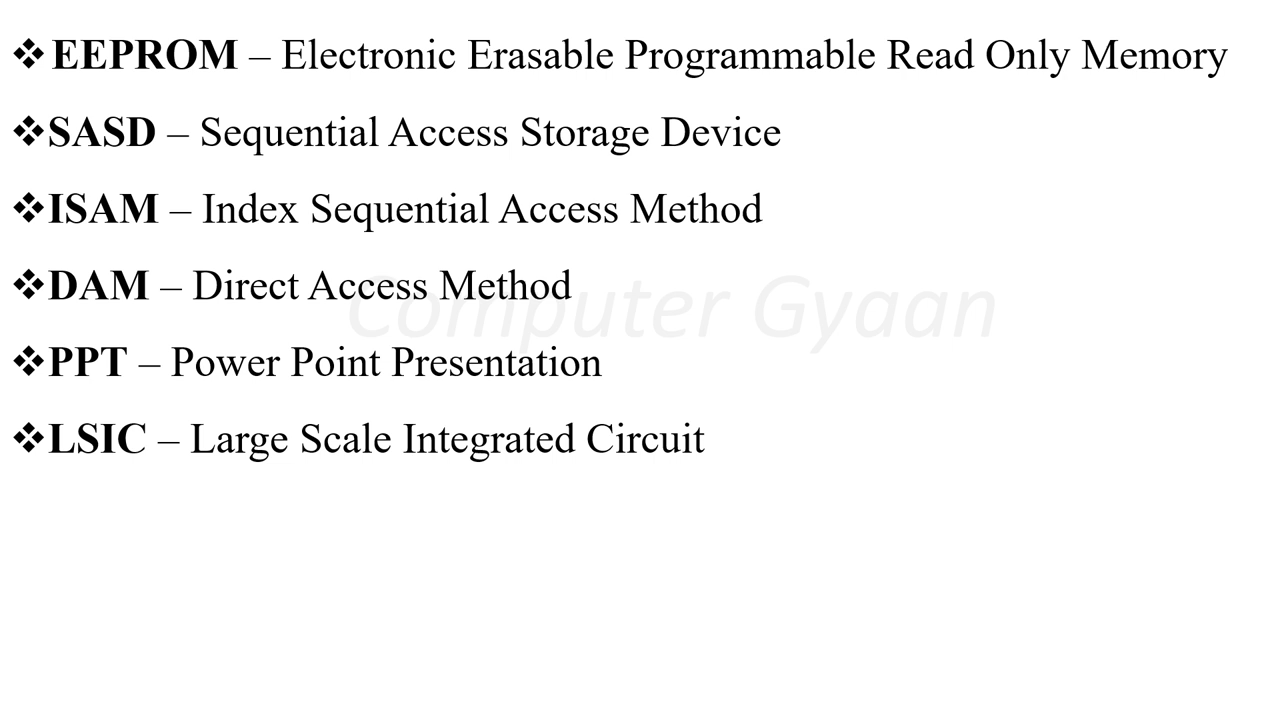 ❖EEPROM – Electronic Erasable Programmable Read Only Memory
❖SASD – Sequential Access Storage Device
❖ISAM – Index Sequential Access Method
❖DAM – Direct Access Method
Computer Gyaan
❖PPT – Power Point Presentation
❖LSIC – Large Scale Integrated Circuit